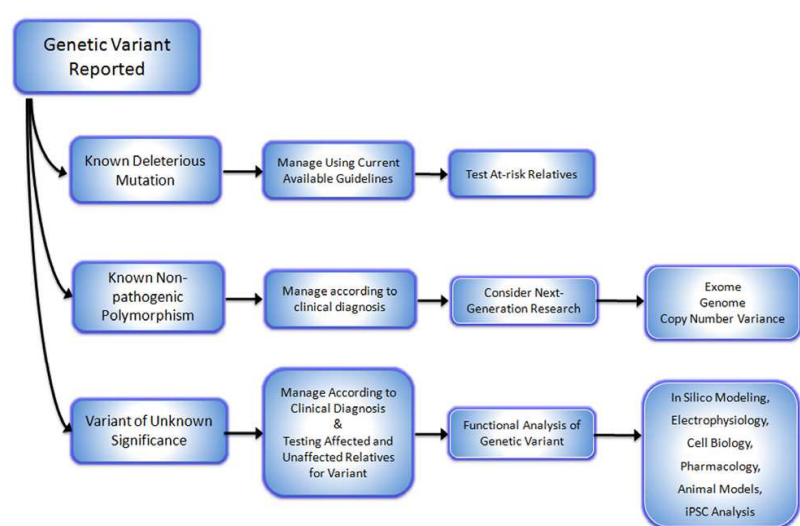 Genetic Variant
Reported
Known Deleterious
Mutation
Manage Using Current
Available Guidelines
Test At-risk Relatives
Known Non-
pathogenic
Polymorphism
Manage according to
clinical diagnosis
Consider Next-
Generation Research
Exome
Genome
Copy Number Variance
Variant of Unknown
Significance
Manage According to
Clinical Diagnosis
&
Testing Affected and
Unaffected Relatives
for Variant
Functional Analysis of
Genetic Variant
In Silico Modeling,
Electrophysiology,
Cell Biology,
Pharmacology,
Animal Models,
iPSC Analysis